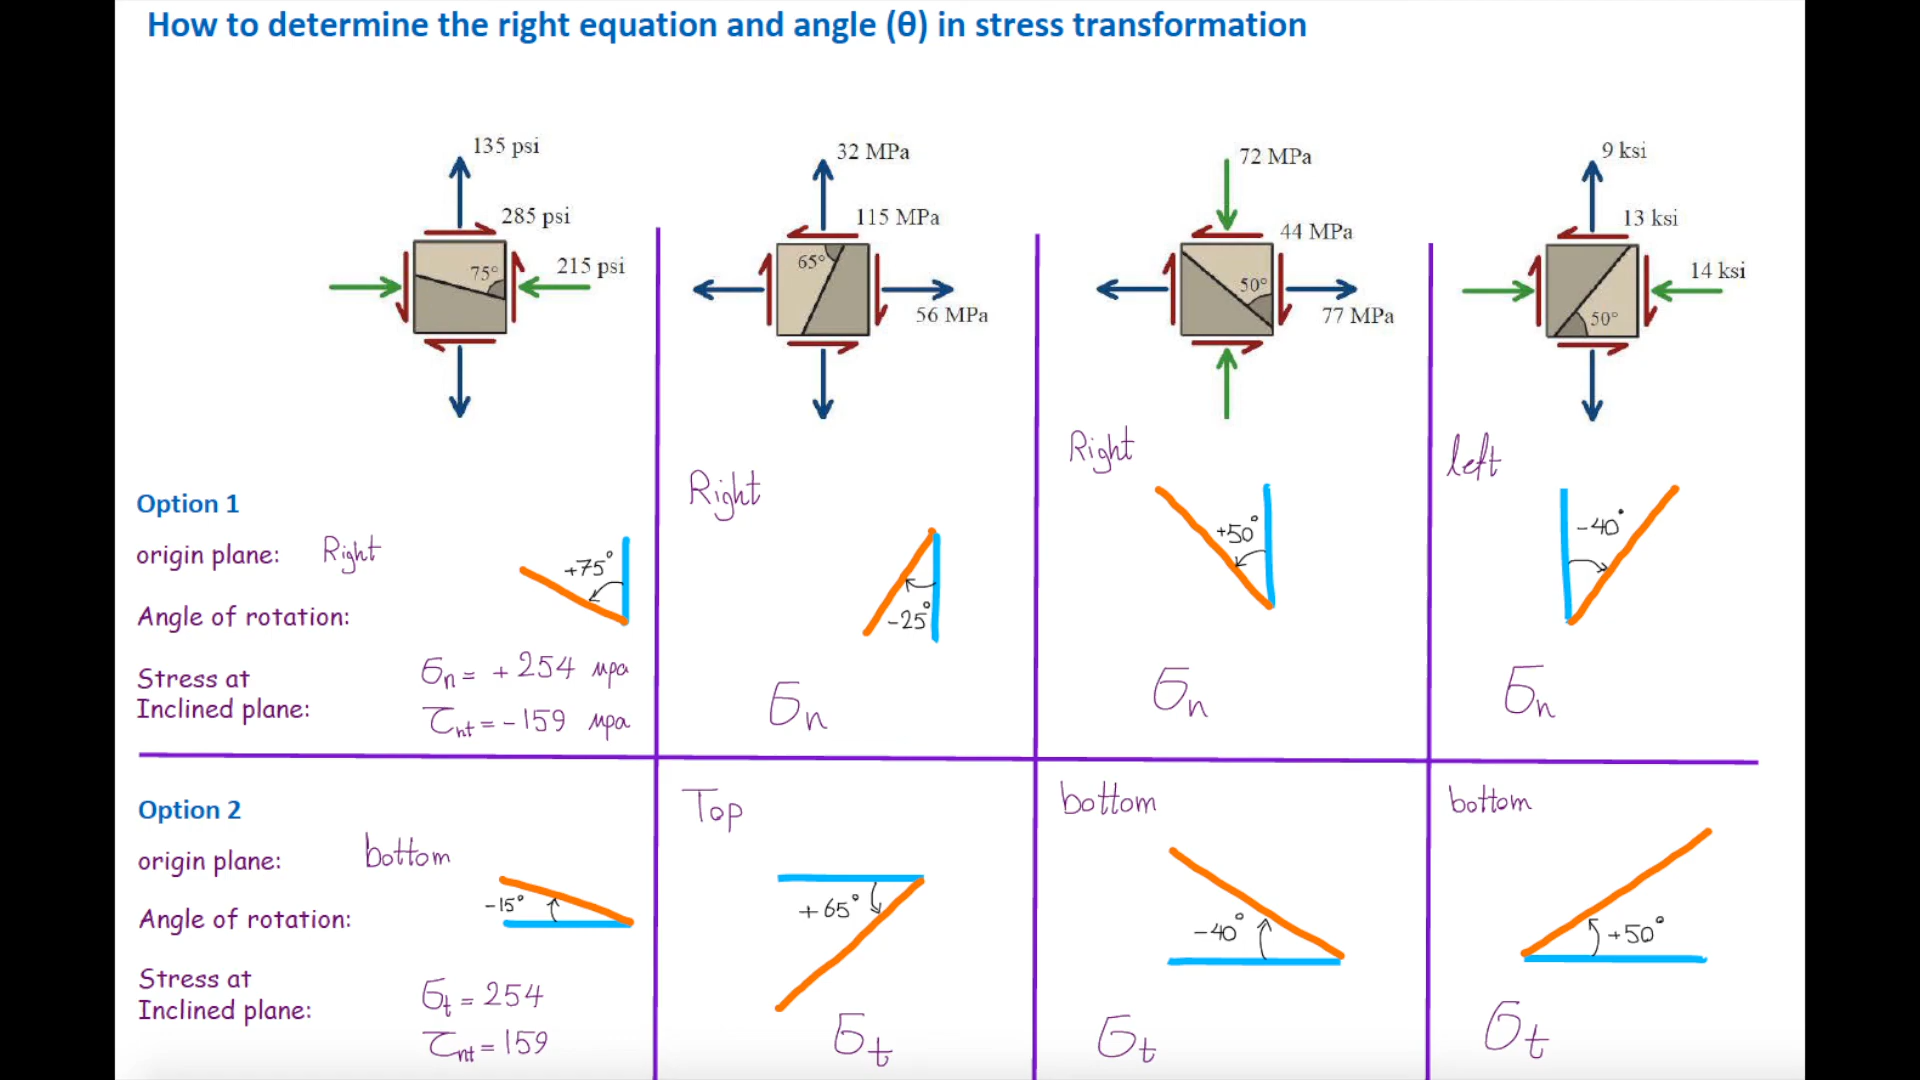 How to determine the right equation and angle (θ) in stress transformation
135 psi
285 psi
215 psi
75°
32 MPa
115 MPa
65°
56 MPa
72 MPa
44 MPa
50°
77 MPa
9 ksi
13 ksi
14 ksi
50°
Option 1
origin plane: Right
+75°
Angle of rotation:
Stress at
Inclined plane:
σn = + 254 mpa
τnt = - 159 mpa
Right
-25°
σn
Right
+50°
σn
left
-40°
σn
Option 2
origin plane: bottom
-15°
Angle of rotation:
Stress at
Inclined plane:
σt = 254
τnt = 159
Top
+65°
σt
bottom
-40°
σt
bottom
+50°
σt